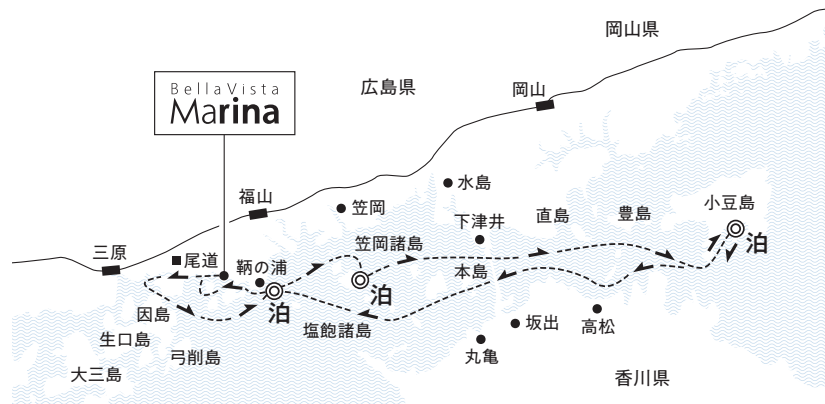 岡山県
BellaVista
Marina
広島県
岡山
水島
福山
笠岡
小豆島
豊島
直島
下津井
笠岡諸島
泊
三原
尾道
鞆の浦
本島
泊
泊
因島
塩飽諸島
坂出
高松
生口島
弓削島
丸亀
大三島
香川県